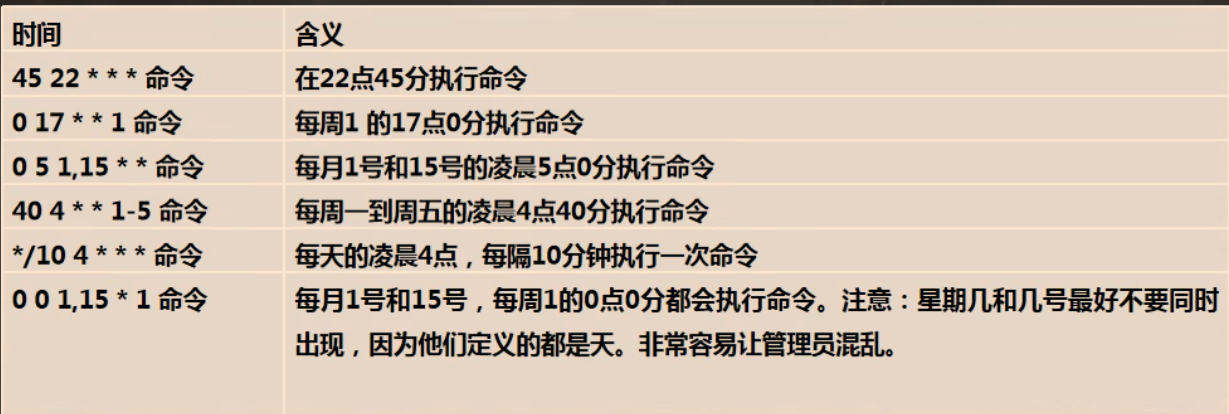 时间 含义
45 22 * * * 命令 在22点45分执行命令
0 17 * * 1 命令 每周1 的17点0分执行命令
0 5 1,15 * * 命令 每月1号和15号的凌晨5点0分执行命令
40 4 * * 1-5 命令 每周一到周五的凌晨4点40分执行命令
*/10 4 * * * 命令 每天的凌晨4点，每隔10分钟执行一次命令
0 0 1,15 * 1 命令 每月1号和15号，每周1的0点0分都会执行命令。注意：星期几和几号最好不要同时
出现，因为他们定义的都是天。非常容易让管理员混乱。